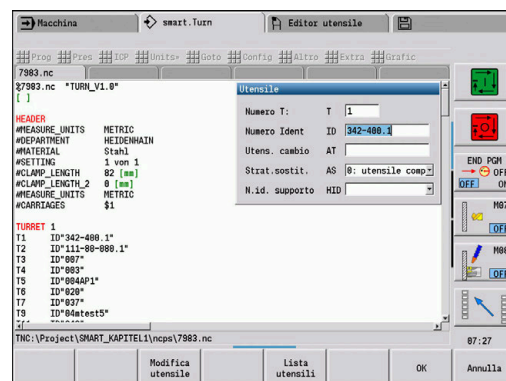 Macchina
smart.Turn
Editor utensile
Prog Pres ICP Units▾ Goto Config Altro Extra Grafic
7983.nc
%7983.nc "TURN_V1.0"
[ ]
HEADER
#MEASURE_UNITS METRIC
#DEPARTMENT HEIDENHAIN
#MATERIAL Stahl
#SETTING 1 von 1
#CLAMP_LENGTH 82 [mm]
#CLAMP_LENGTH_2 0 [mm]
#MEASURE_UNITS METRIC
#CARRIAGES $1
TURRET 1
T1 ID"342-400.1"
T2 ID"111-80-080.1"
T3 ID"007"
T4 ID"003"
T5 ID"004AP1"
T6 ID"020"
T7 ID"037"
T9 ID"04mtest5"
Utensile
Numero T: T 1
Numero Ident ID 342-400.1
Utens. cambio AT
Strat.sostit. AS 0: utensile comp
N.id. supporto HID
TNC:\Project\SMART_KAPITEL1\ncps\7983.nc
END PGM
OFF
OFF ON
M07
OFF
OFF
07:27
Modifica utensile
Lista utensili
OK
Annulla